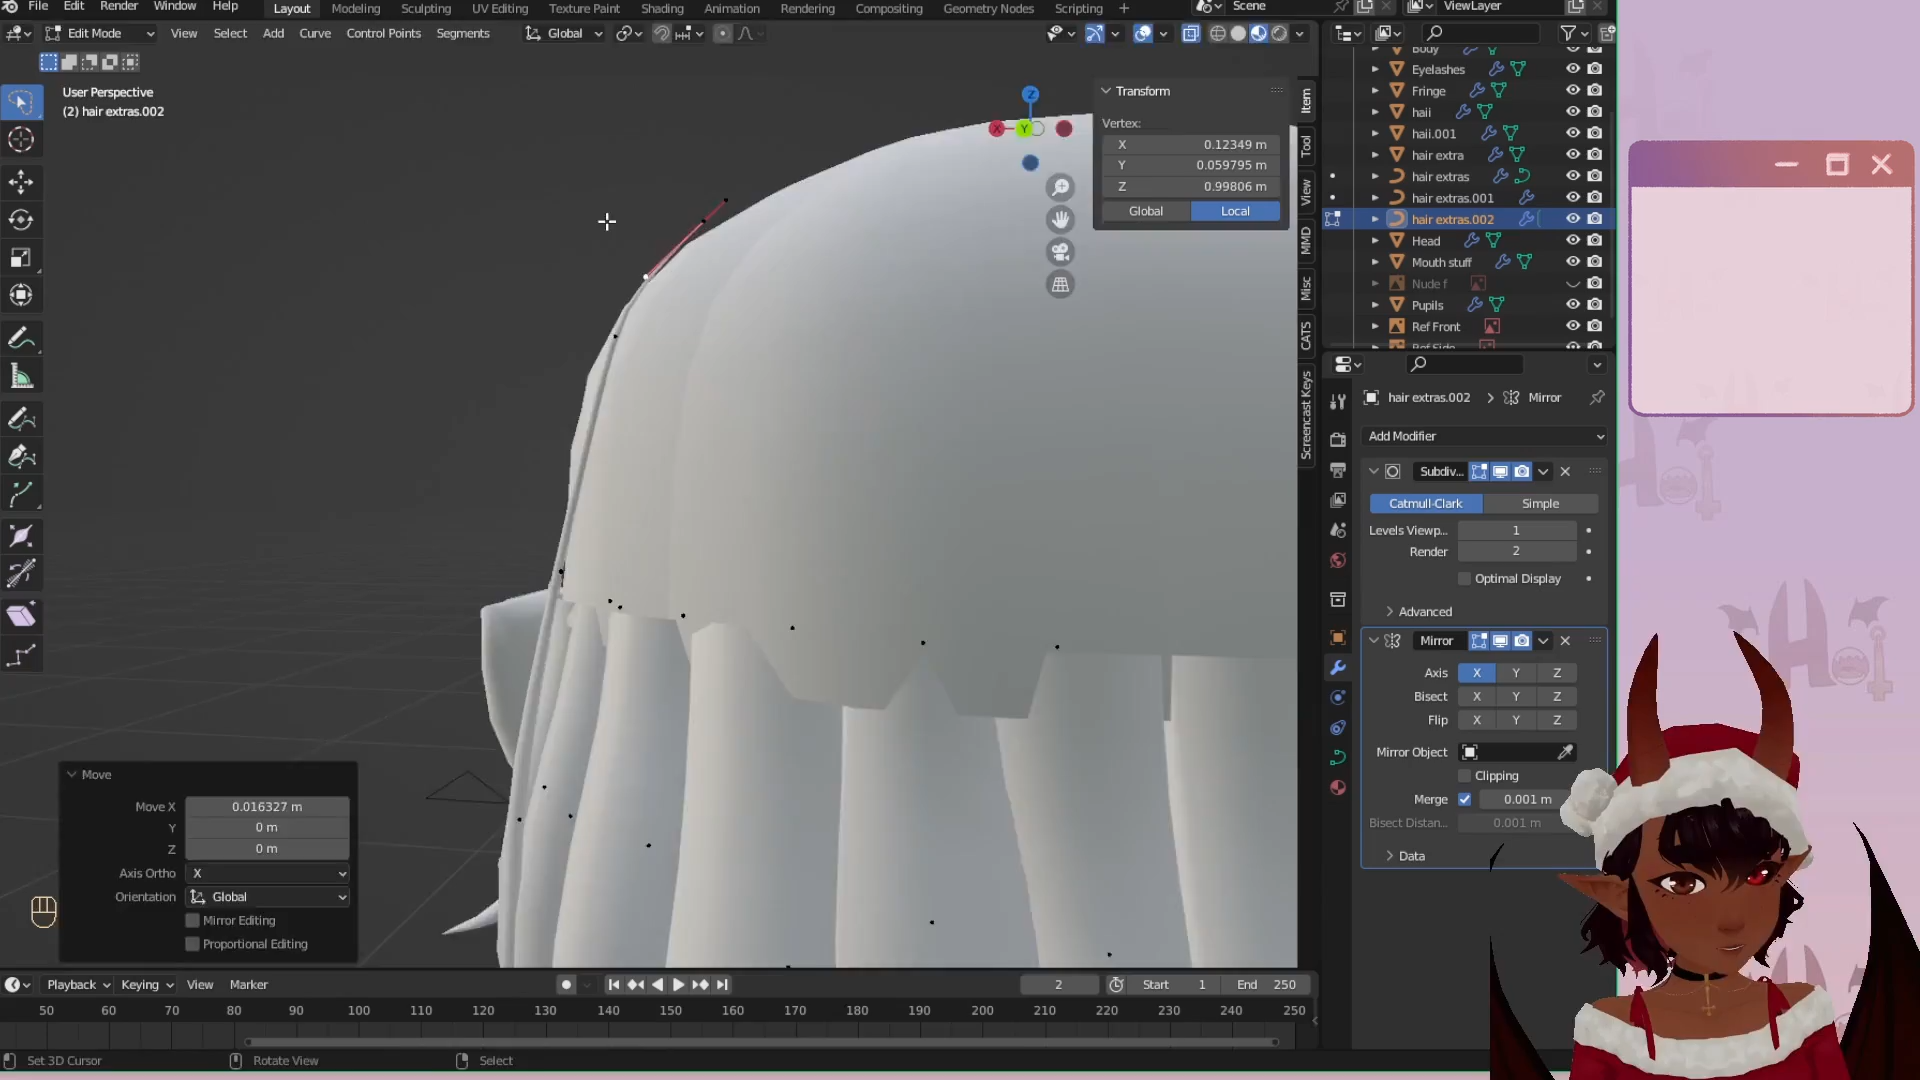 File Edit Render Window Help Layout Modeling Sculpting UV Editing Texture Paint Shading Animation Rendering Compositing Geometry Nodes Scripting + Scene ViewLayer
Edit Mode View Select Add Curve Control Points Segments Global
User Perspective
(2) hair extras.002
Transform
Vertex:
X 0.12349 m
Y 0.059795 m
Z 0.99806 m
Global Local
Z
X Y
Item
Tool
View
MMD
Misc
CATS
Screencast Keys
Body
Eyelashes
Fringe
haii
haii.001
hair extra
hair extras
hair extras.001
hair extras.002
Head
Mouth stuff
Nude f
Pupils
Ref Front
Ref Side
hair extras.002 > Mirror
Add Modifier
Subdiv...
Catmull-Clark Simple
Levels Viewp... 1
Render 2
Optimal Display
Advanced
Mirror
Axis X Y Z
Bisect X Y Z
Flip X Y Z
Mirror Object
Clipping
Merge 0.001 m
Bisect Distan... 0.001 m
Data
Move
Move X 0.016327 m
Y 0 m
Z 0 m
Axis Ortho X
Orientation Global
Mirror Editing
Proportional Editing
Playback Keying View Marker 2 Start 1 End 250
50 60 70 80 90 100 110 120 130 140 150 160 170 180 190 200 210 220 230 240 250
Set 3D Cursor Rotate View Select